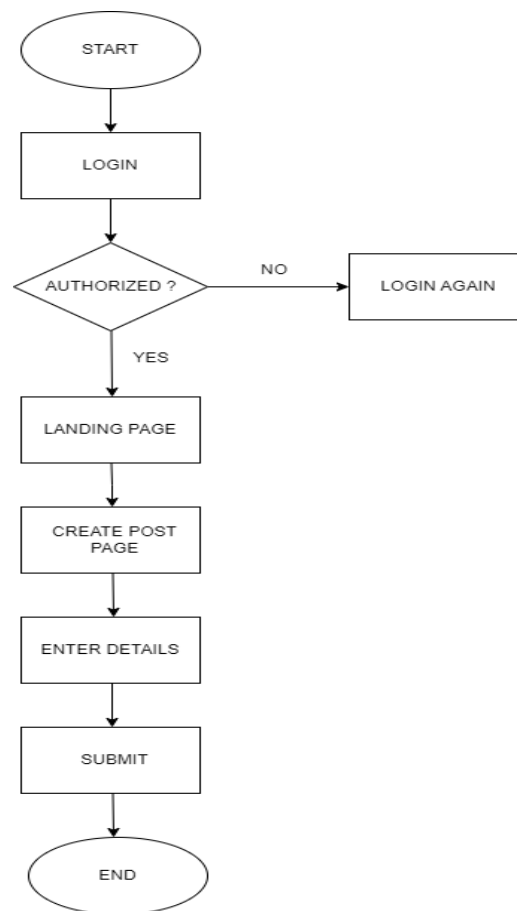 START
LOGIN
AUTHORIZED ?
NO
LOGIN AGAIN
YES
LANDING PAGE
CREATE POST
PAGE
ENTER DETAILS
SUBMIT
END